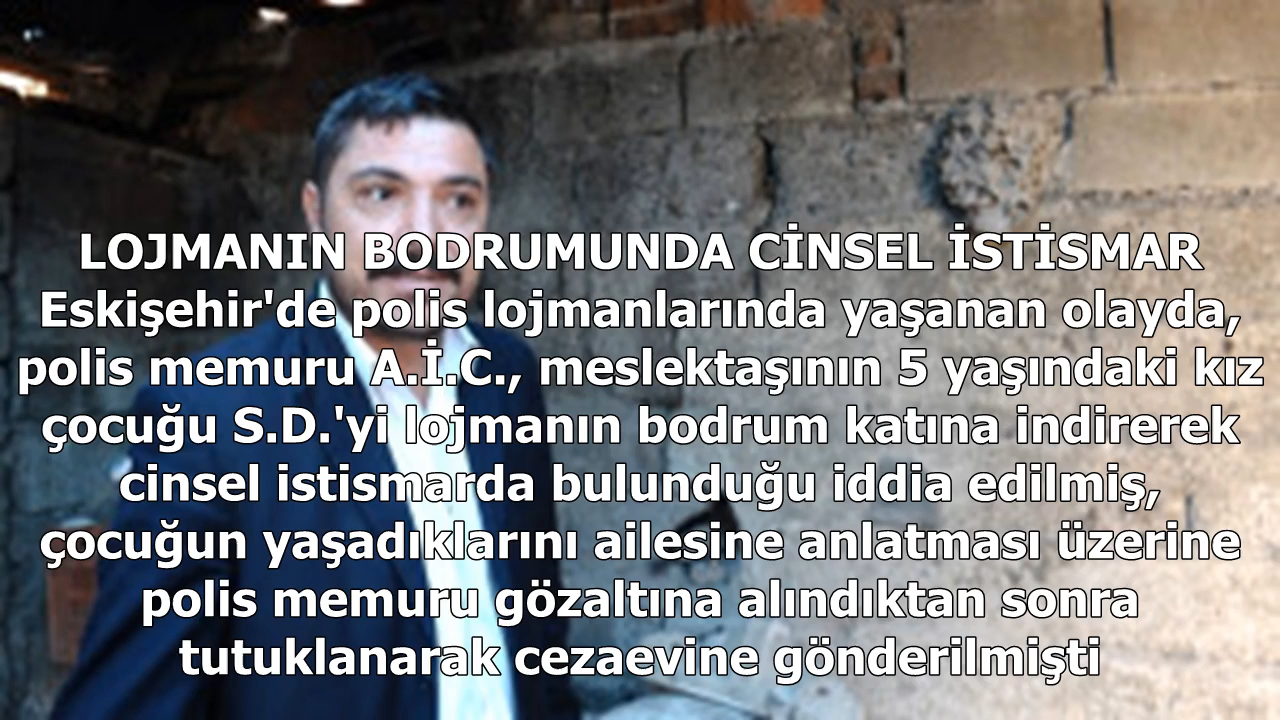 LOJMANIN BODRUMUNDA CİNSEL İSTİSMAR
Eskişehir'de polis lojmanlarında yaşanan olayda,
polis memuru A.İ.C., meslektaşının 5 yaşındaki kız
çocuğu S.D.'yi lojmanın bodrum katına indirerek
cinsel istismarda bulunduğu iddia edilmiş,
çocuğun yaşadıklarını ailesine anlatması üzerine
polis memuru gözaltına alındıktan sonra
tutuklanarak cezaevine gönderilmişti